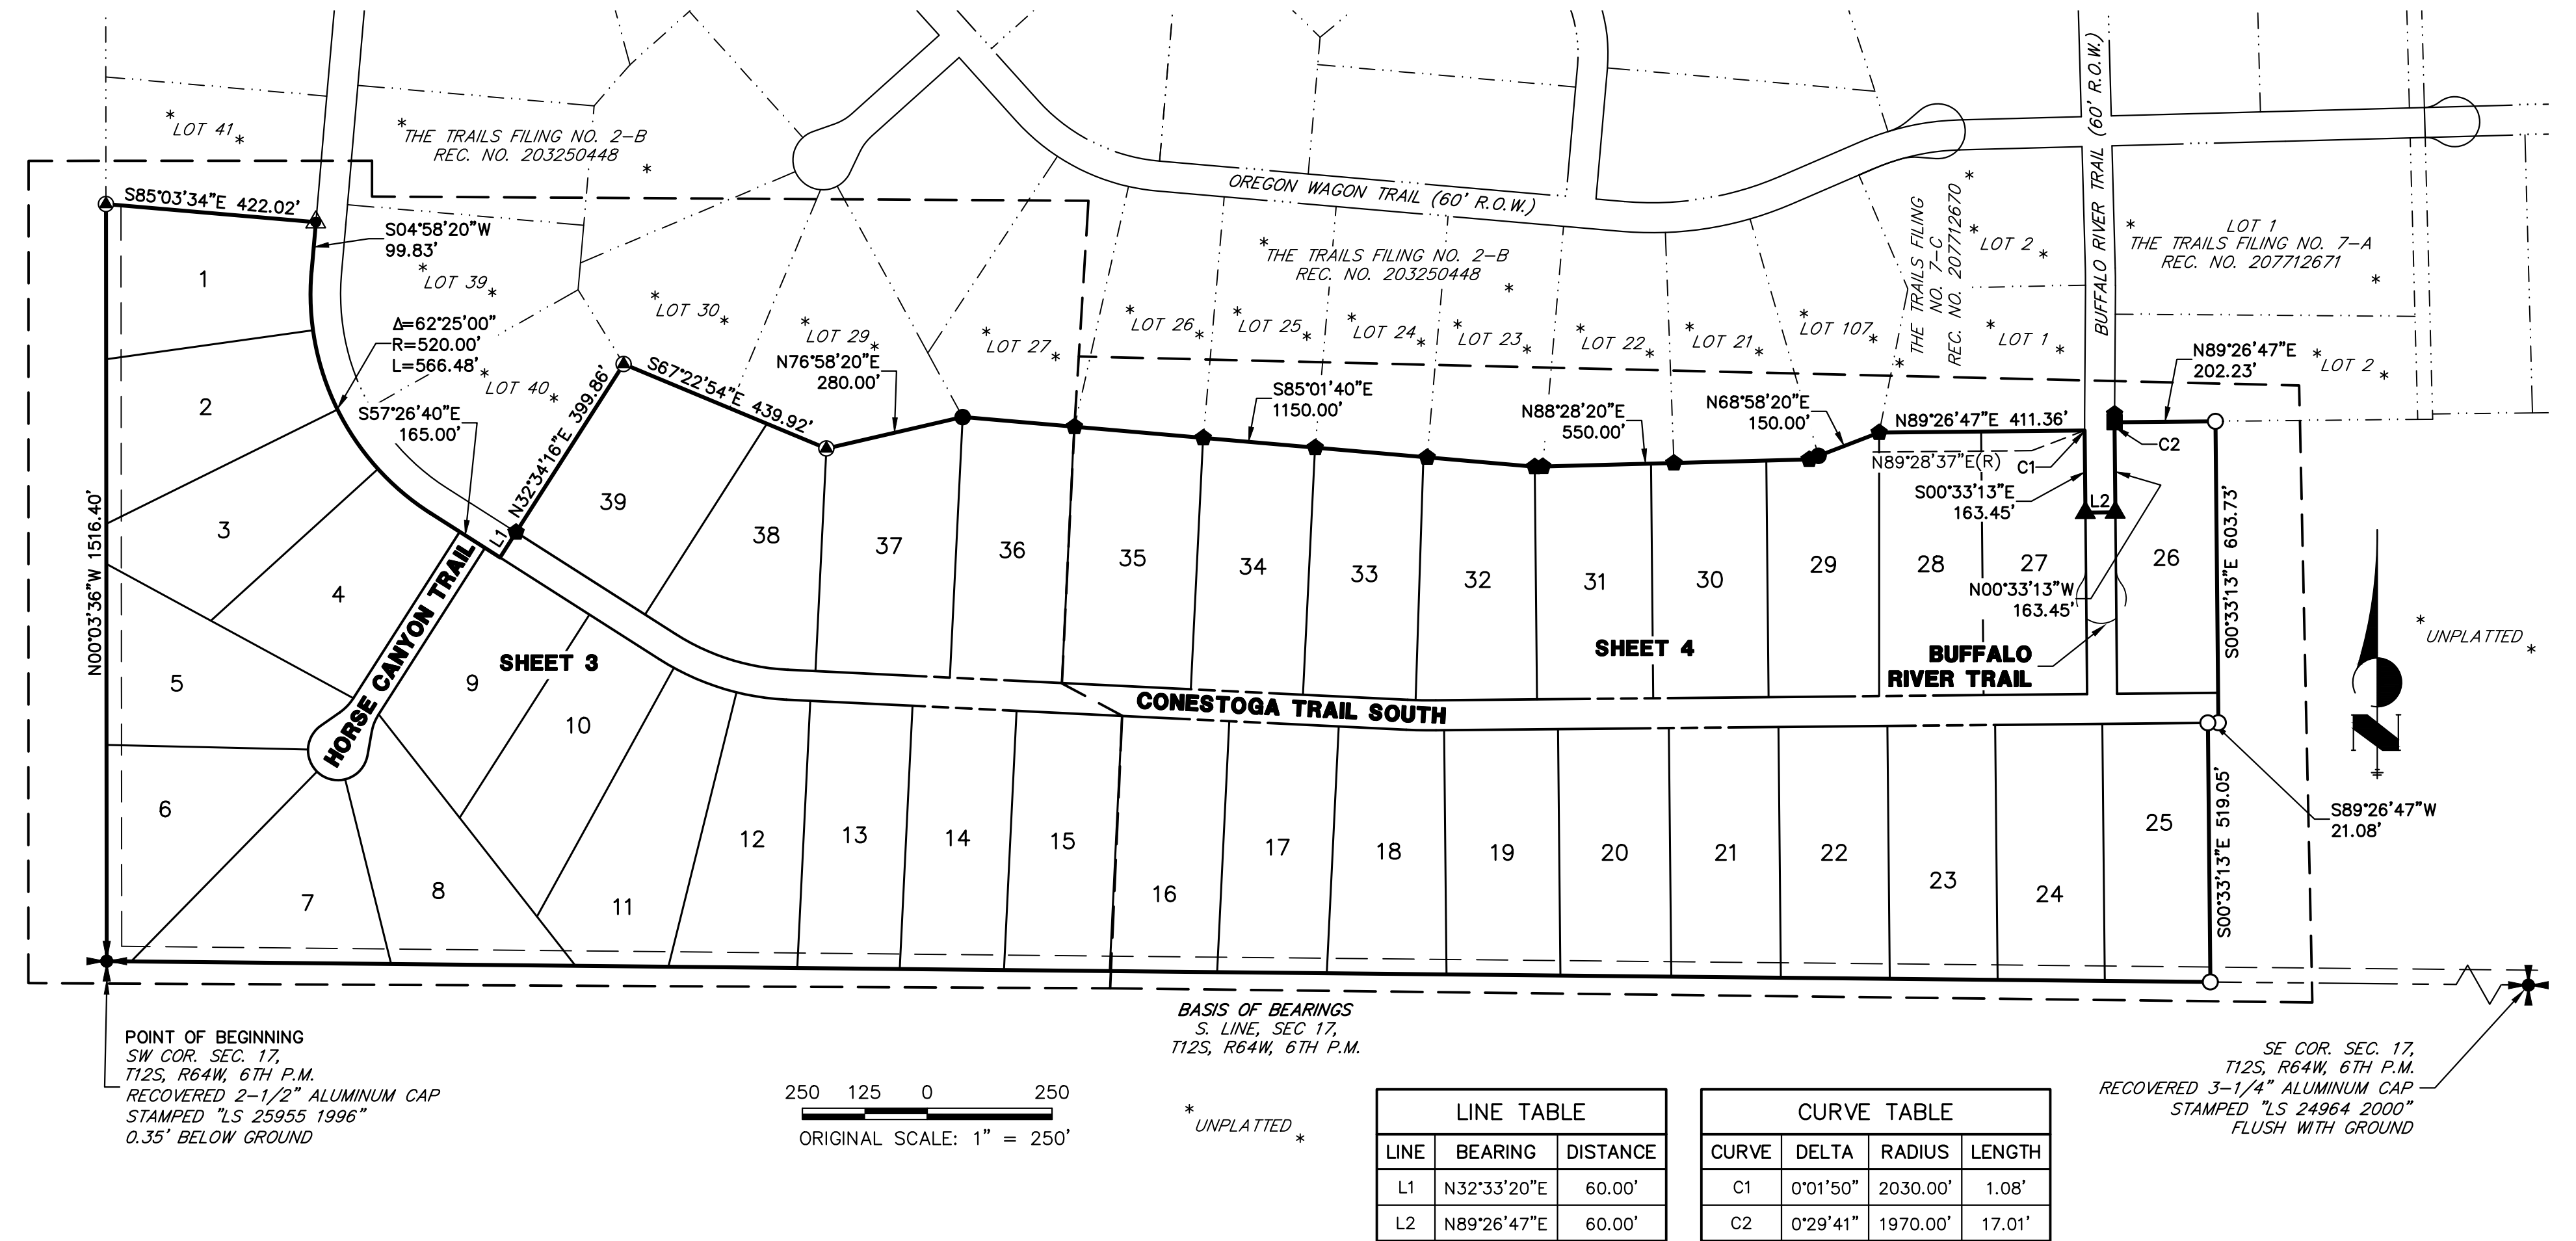 BUFFALO RIVER TRAIL (60' R.O.W.)
*LOT 41*
*THE TRAILS FILING NO. 2-B
REC. NO. 203250448*
OREGON WAGON TRAIL (60' R.O.W.)
S85°03'34"E 422.02'
S04°58'20"W
99.83'
*LOT 39*
*LOT 30*
*LOT 29*
*LOT 27*
*THE TRAILS FILING NO. 2-B
REC. NO. 203250448*
*LOT 26*
*LOT 25*
*LOT 24*
*LOT 23*
*LOT 22*
*LOT 21*
*LOT 107*
THE TRAILS FILING
NO. 7-C
REC. NO. 207712670
*LOT 2*
*LOT 1*
LOT 1
*THE TRAILS FILING NO. 7-A
REC. NO. 207712671*
*LOT 2*
Δ=62°25'00"
R=520.00'
L=566.48'
*LOT 40*
S57°26'40"E
165.00'
L1
N32°34'16"E 399.86'
S67°22'54"E 439.92'
N76°58'20"E
280.00'
S85°01'40"E
1150.00'
N88°28'20"E
550.00'
N68°58'20"E
150.00'
N89°26'47"E 411.36'
N89°28'37"E(R)
C1
C2
N89°26'47"E
202.23'
S00°33'13"E
163.45'
L2
N00°33'13"W
163.45'
S00°33'13"E 603.73'
N00°03'36"W 1516.40'
1
2
3
4
5
6
7
8
9
10
11
12
13
14
15
16
17
18
19
20
21
22
23
24
25
26
27
28
29
30
31
32
33
34
35
36
37
38
39
HORSE CANYON TRAIL
SHEET 3
SHEET 4
CONESTOGA TRAIL SOUTH
BUFFALO
RIVER TRAIL
*UNPLATTED*
N
S89°26'47"W
21.08'
S00°33'13"E 519.05'
BASIS OF BEARINGS
S. LINE, SEC 17,
T12S, R64W, 6TH P.M.
POINT OF BEGINNING
SW COR. SEC. 17,
T12S, R64W, 6TH P.M.
RECOVERED 2-1/2" ALUMINUM CAP
STAMPED "LS 25955 1996"
0.35' BELOW GROUND
250 125 0 250
ORIGINAL SCALE: 1" = 250'
*UNPLATTED*
SE COR. SEC. 17,
T12S, R64W, 6TH P.M.
RECOVERED 3-1/4" ALUMINUM CAP
STAMPED "LS 24964 2000"
FLUSH WITH GROUND
LINE TABLE
LINE BEARING DISTANCE
L1 N32°33'20"E 60.00'
L2 N89°26'47"E 60.00'
CURVE TABLE
CURVE DELTA RADIUS LENGTH
C1 0°01'50" 2030.00' 1.08'
C2 0°29'41" 1970.00' 17.01'